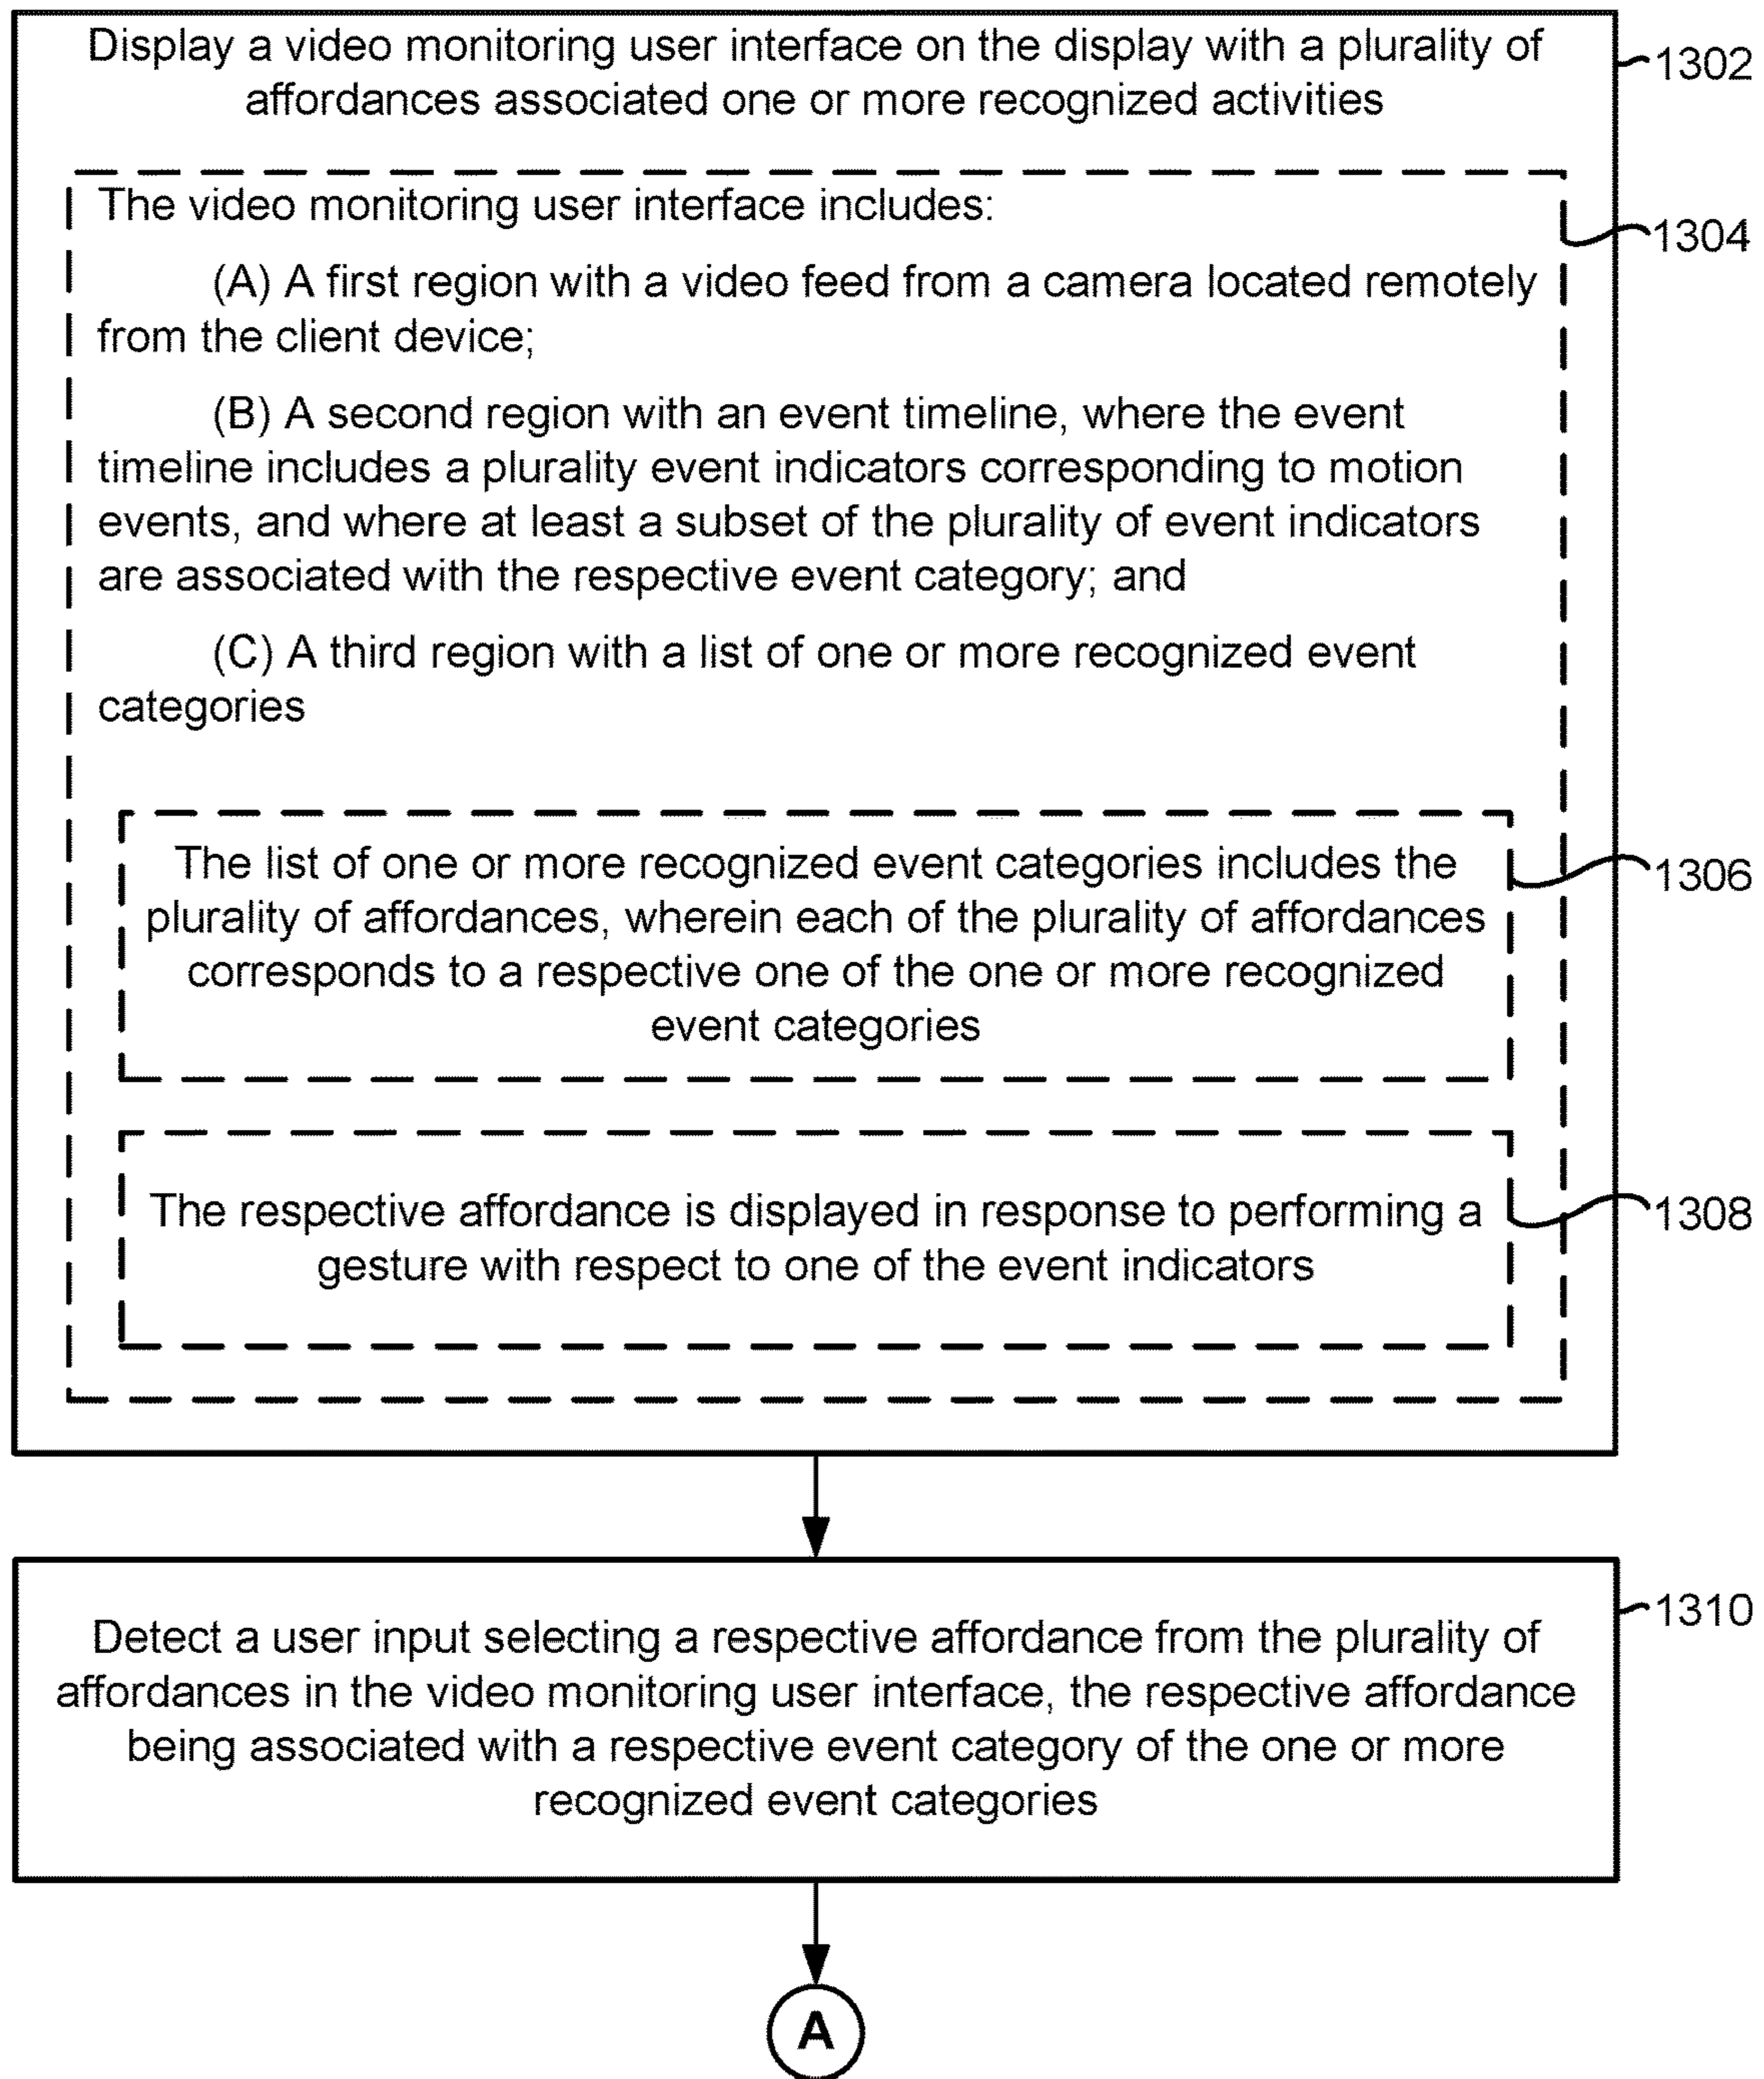 Display a video monitoring user interface on the display with a plurality of
affordances associated one or more recognized activities
1302
The video monitoring user interface includes:
1304
(A) A first region with a video feed from a camera located remotely
from the client device;
(B) A second region with an event timeline, where the event
timeline includes a plurality event indicators corresponding to motion
events, and where at least a subset of the plurality of event indicators
are associated with the respective event category; and
(C) A third region with a list of one or more recognized event
categories
The list of one or more recognized event categories includes the
plurality of affordances, wherein each of the plurality of affordances
corresponds to a respective one of the one or more recognized
event categories
1306
The respective affordance is displayed in response to performing a
gesture with respect to one of the event indicators
1308
Detect a user input selecting a respective affordance from the plurality of
affordances in the video monitoring user interface, the respective affordance
being associated with a respective event category of the one or more
recognized event categories
1310
A